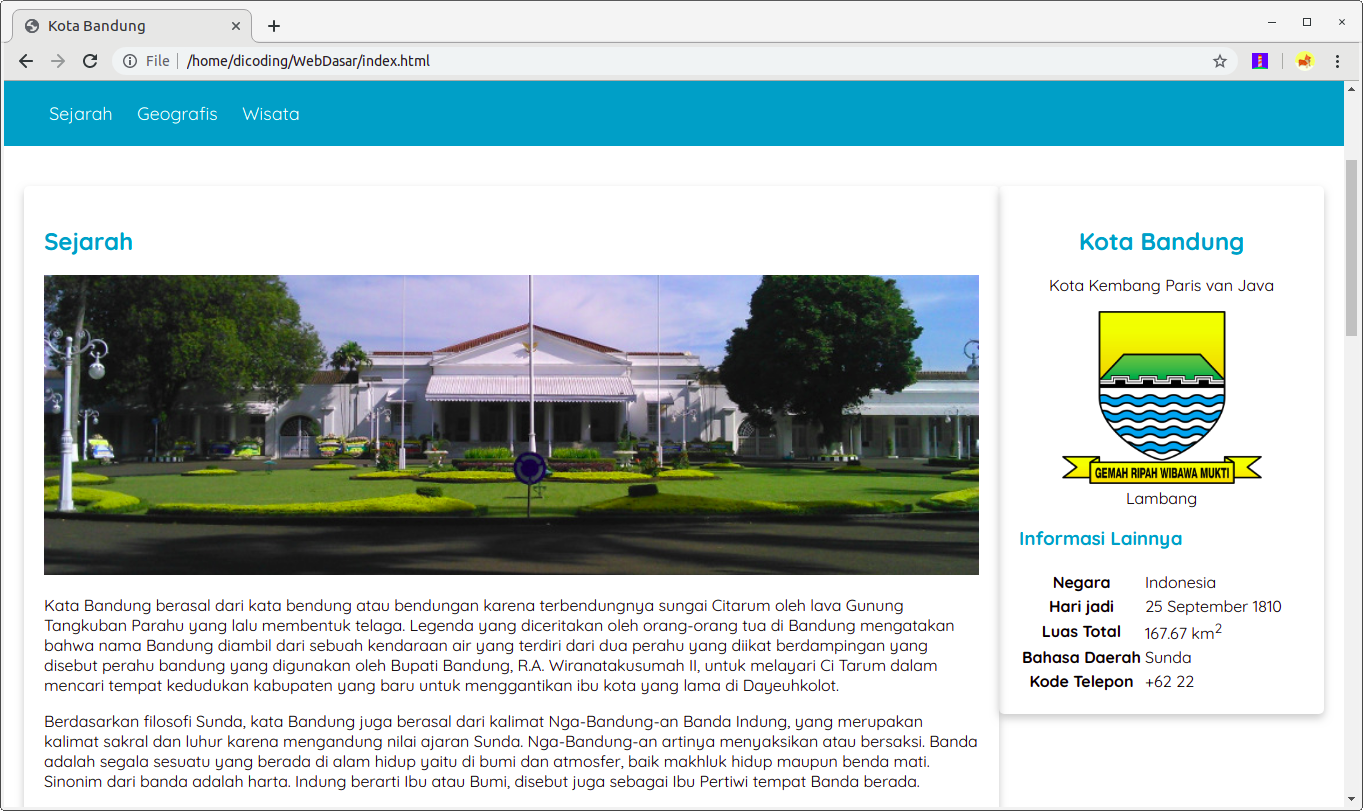 Kota Bandung
File
/home/dicoding/WebDasar/index.html
Sejarah
Geografis
Wisata
Sejarah
Kata Bandung berasal dari kata bendung atau bendungan karena terbendungnya sungai Citarum oleh lava Gunung
Tangkuban Parahu yang lalu membentuk telaga. Legenda yang diceritakan oleh orang-orang tua di Bandung mengatakan
bahwa nama Bandung diambil dari sebuah kendaraan air yang terdiri dari dua perahu yang diikat berdampingan yang
disebut perahu bandung yang digunakan oleh Bupati Bandung, R.A. Wiranatakusumah II, untuk melayari Ci Tarum dalam
mencari tempat kedudukan kabupaten yang baru untuk menggantikan ibu kota yang lama di Dayeuhkolot.
Berdasarkan filosofi Sunda, kata Bandung juga berasal dari kalimat Nga-Bandung-an Banda Indung, yang merupakan
kalimat sakral dan luhur karena mengandung nilai ajaran Sunda. Nga-Bandung-an artinya menyaksikan atau bersaksi. Banda
adalah segala sesuatu yang berada di alam hidup yaitu di bumi dan atmosfer, baik makhluk hidup maupun benda mati.
Sinonim dari banda adalah harta. Indung berarti Ibu atau Bumi, disebut juga sebagai Ibu Pertiwi tempat Banda berada.
Kota Bandung
Kota Kembang Paris van Java
GEMAH RIPAH WIBAWA MUKTI
Lambang
Informasi Lainnya
Negara Indonesia
Hari jadi 25 September 1810
Luas Total 167.67 km²
Bahasa Daerah Sunda
Kode Telepon +62 22